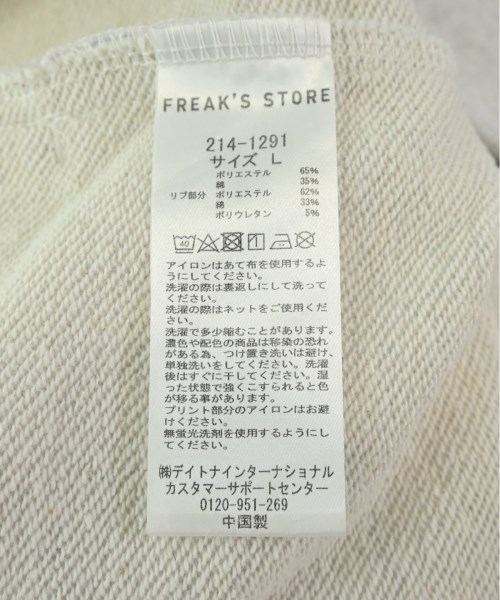 FREAK'S STORE
214-1291
サイズ L
ポリエステル 65%
綿 35%
リブ部分 ポリエステル 62%
綿 33%
ポリウレタン 5%
40
アイロンはあて布を使用するよ
うにしてください。
洗濯の際は裏返しにして洗って
ください。
洗濯の際はネットをご使用くだ
さい。
洗濯で多少縮むことがあります。
濃色や配色の商品は移染の恐れ
がある為、つけ置き洗いは避け、
単独洗いをしてください。洗濯
後はすぐに干してください。湿
った状態で強くこすられると色
が移る事があります。
プリント部分のアイロンはお避
けください。
無蛍光洗剤を使用するようにし
てください。
㈱デイトナインターナショナル
カスタマーサポートセンター
0120-951-269
中国製